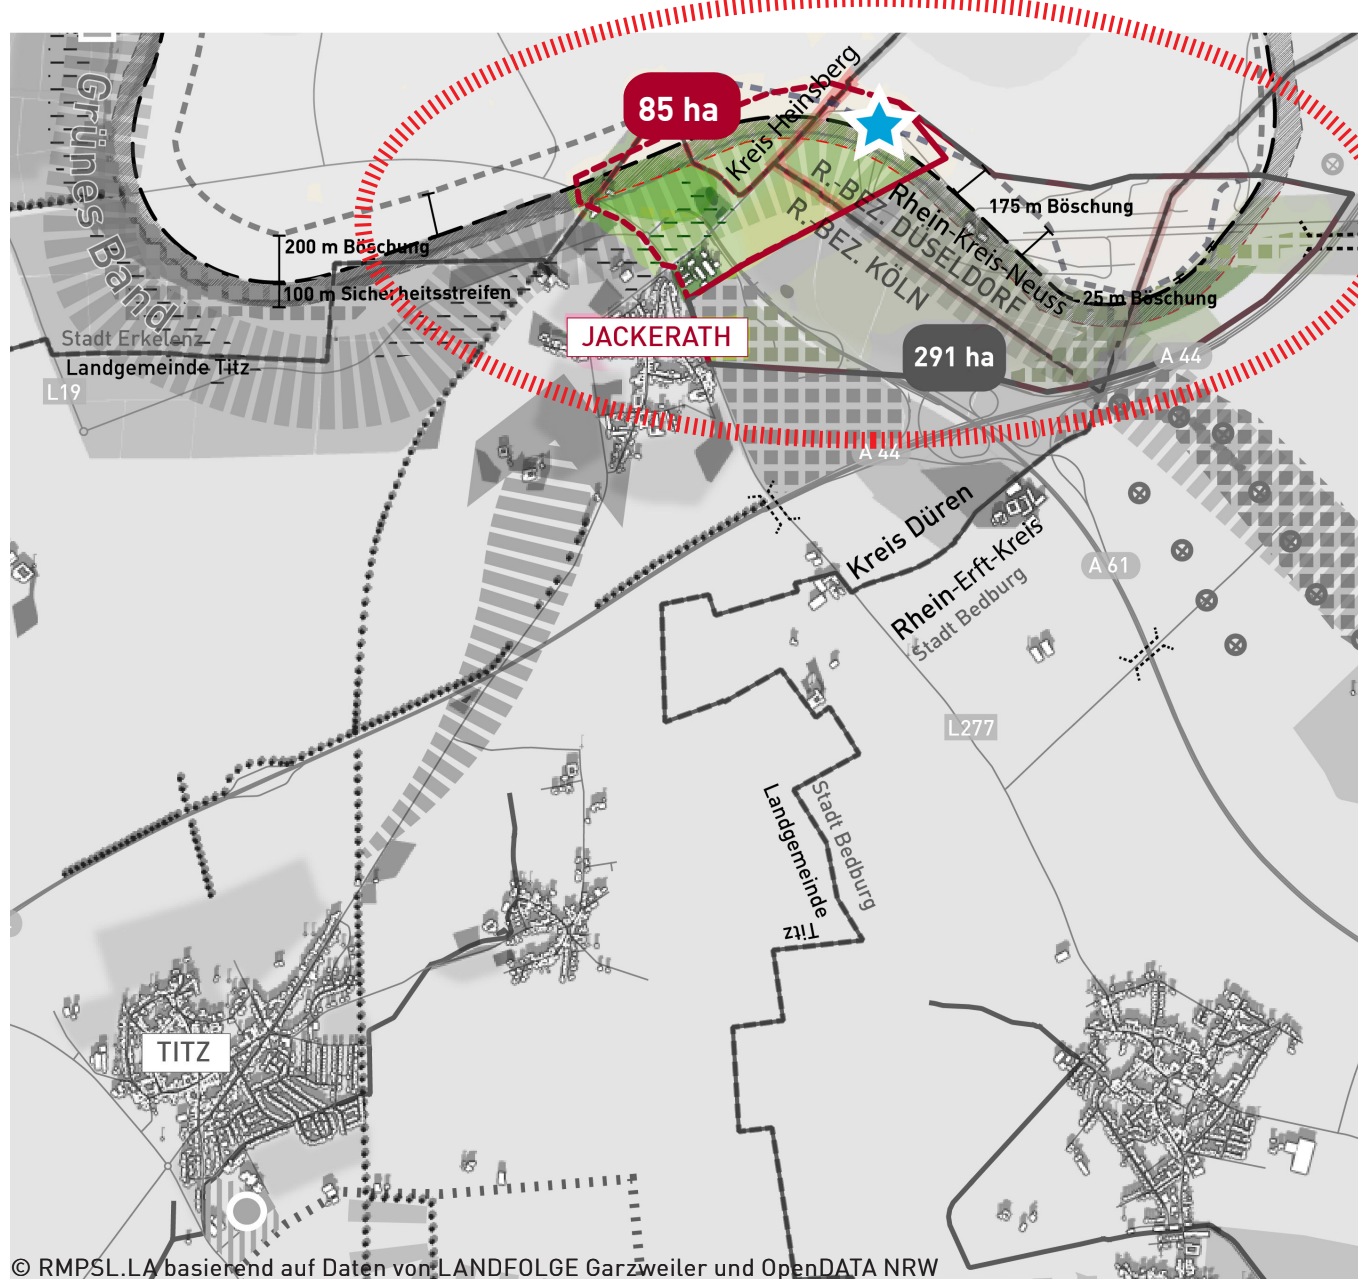 Grünes Band
85 ha
Kreis Heinsberg
R.-BEZ. DÜSELDORF
R.-BEZ. KÖLN
Rhein-Kreis-Neuss
175 m Böschung
200 m Böschung
100 m Sicherheitsstreifen
25 m Böschung
Stadt Erkelenz
Landgemeinde Titz
L19
JACKERATH
291 ha
A 44
A 44
Kreis Düren
Rhein-Erft-Kreis
Stadt Bedburg
A 61
L277
Landgemeinde
Titz
Stadt Bedburg
TITZ
© RMPSL.LA basierend auf Daten von LANDFOLGE Garzweiler und OpenDATA NRW